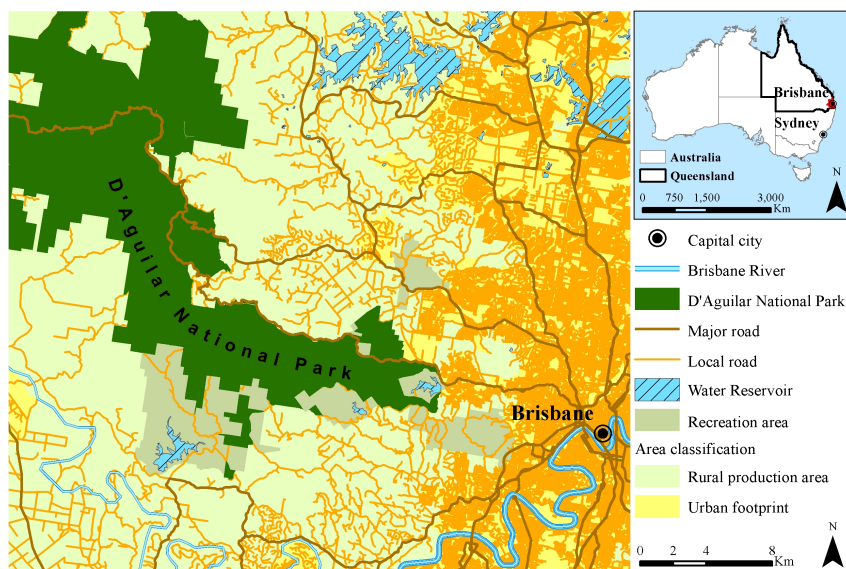 D'Aguilar National Park
Brisbane
Brisbane
Sydney
Australia
Queensland
N
0 750 1,500 3,000
Km
Capital city
Brisbane River
D'Aguilar National Park
Major road
Local road
Water Reservoir
Recreation area
Area classification
Rural production area
Urban footprint
N
0 2 4 8
Km